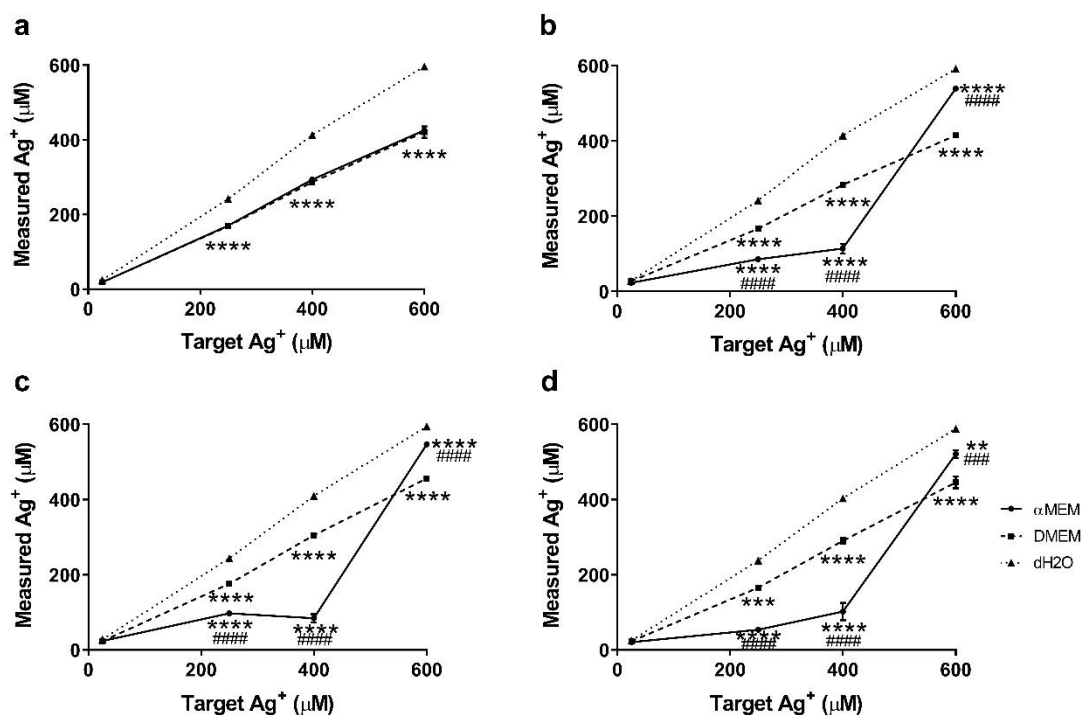 a
Measured Ag⁺ (μM)
600
400
200
0
****
****
****
0 200 400 600
Target Ag⁺ (μM)
b
Measured Ag⁺ (μM)
600
400
200
0
****
####
****
****
****
****
####
****
####
0 200 400 600
Target Ag⁺ (μM)
c
Measured Ag⁺ (μM)
600
400
200
0
****
####
****
****
****
****
####
****
####
0 200 400 600
Target Ag⁺ (μM)
d
Measured Ag⁺ (μM)
600
400
200
0
**
###
****
****
***
****
####
****
####
0 200 400 600
Target Ag⁺ (μM)
αMEM
DMEM
dH2O